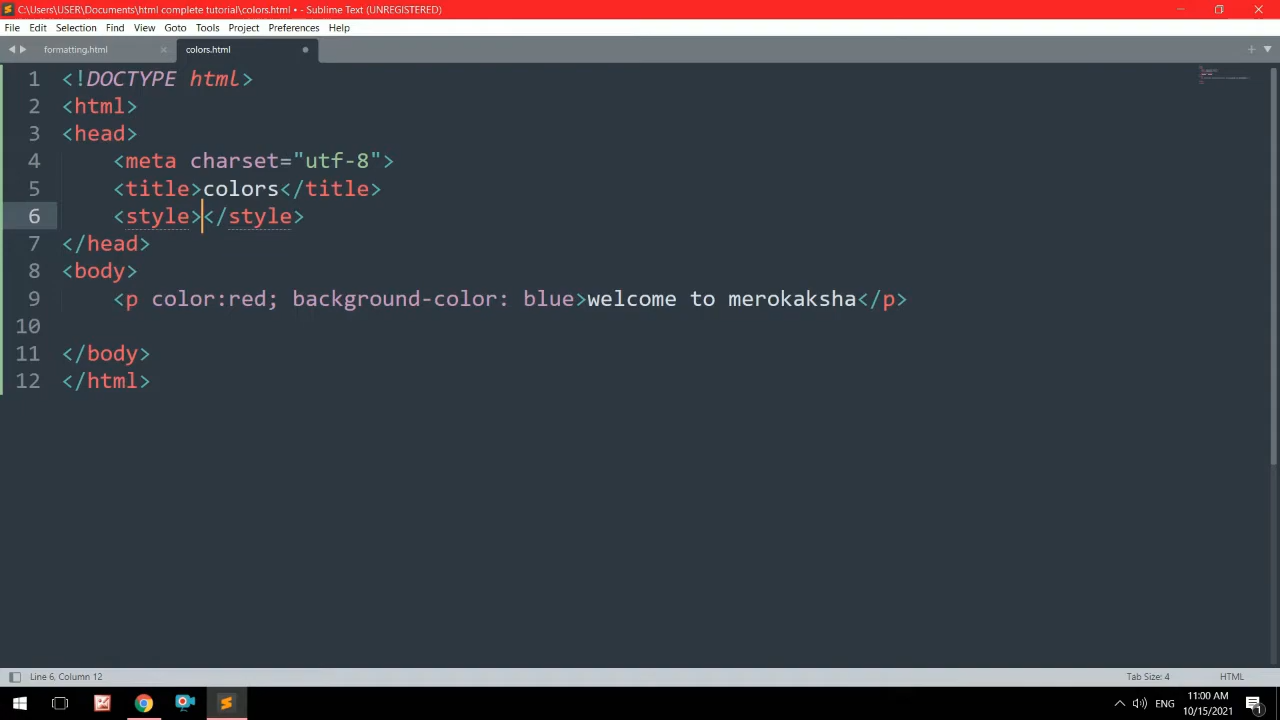 C:\Users\USER\Documents\html complete tutorial\colors.html • - Sublime Text (UNREGISTERED)
File Edit Selection Find View Goto Tools Project Preferences Help
formatting.html colors.html
1 <!DOCTYPE html>
2 <html>
3 <head>
4 <meta charset="utf-8">
5 <title>colors</title>
6 <style></style>
7 </head>
8 <body>
9 <p color:red; background-color: blue>welcome to merokaksha</p>
10
11 </body>
12 </html>
Line 6, Column 12 Tab Size: 4 HTML
ENG 11:00 AM
10/15/2021 1